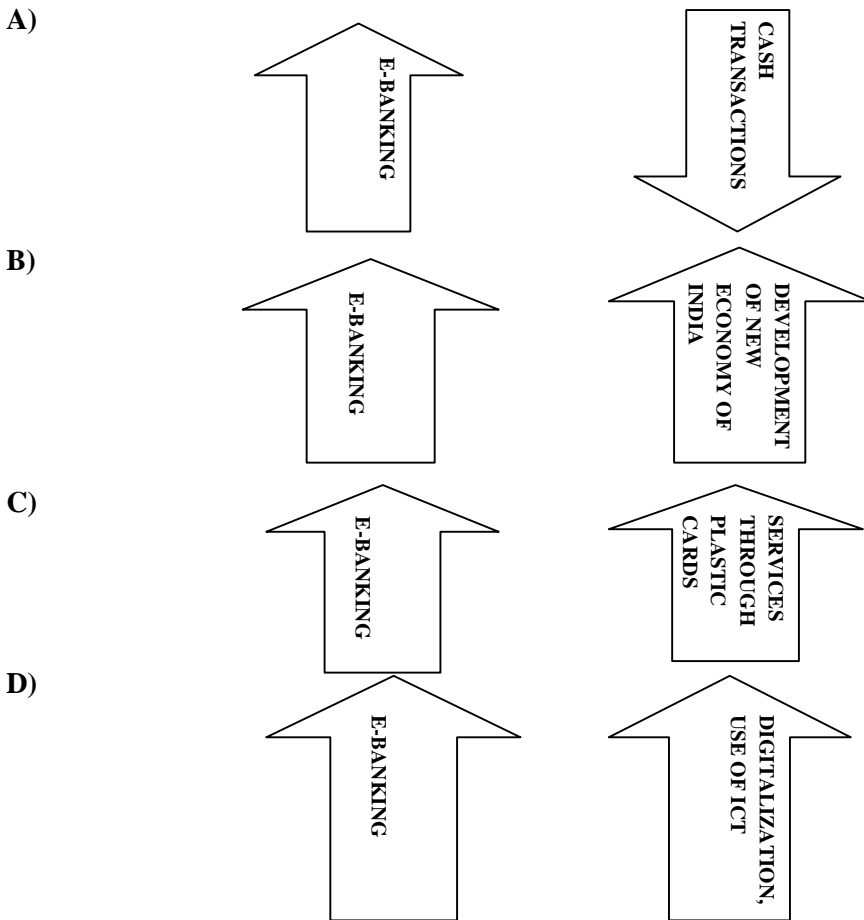 A)
E-BANKING
CASH
TRANSACTIONS
B)
E-BANKING
DEVELOPMENT
OF NEW
ECONOMY OF
INDIA
C)
E-BANKING
SERVICES
THROUGH
PLASTIC
CARDS
D)
E-BANKING
DIGITALIZATION,
USE OF ICT